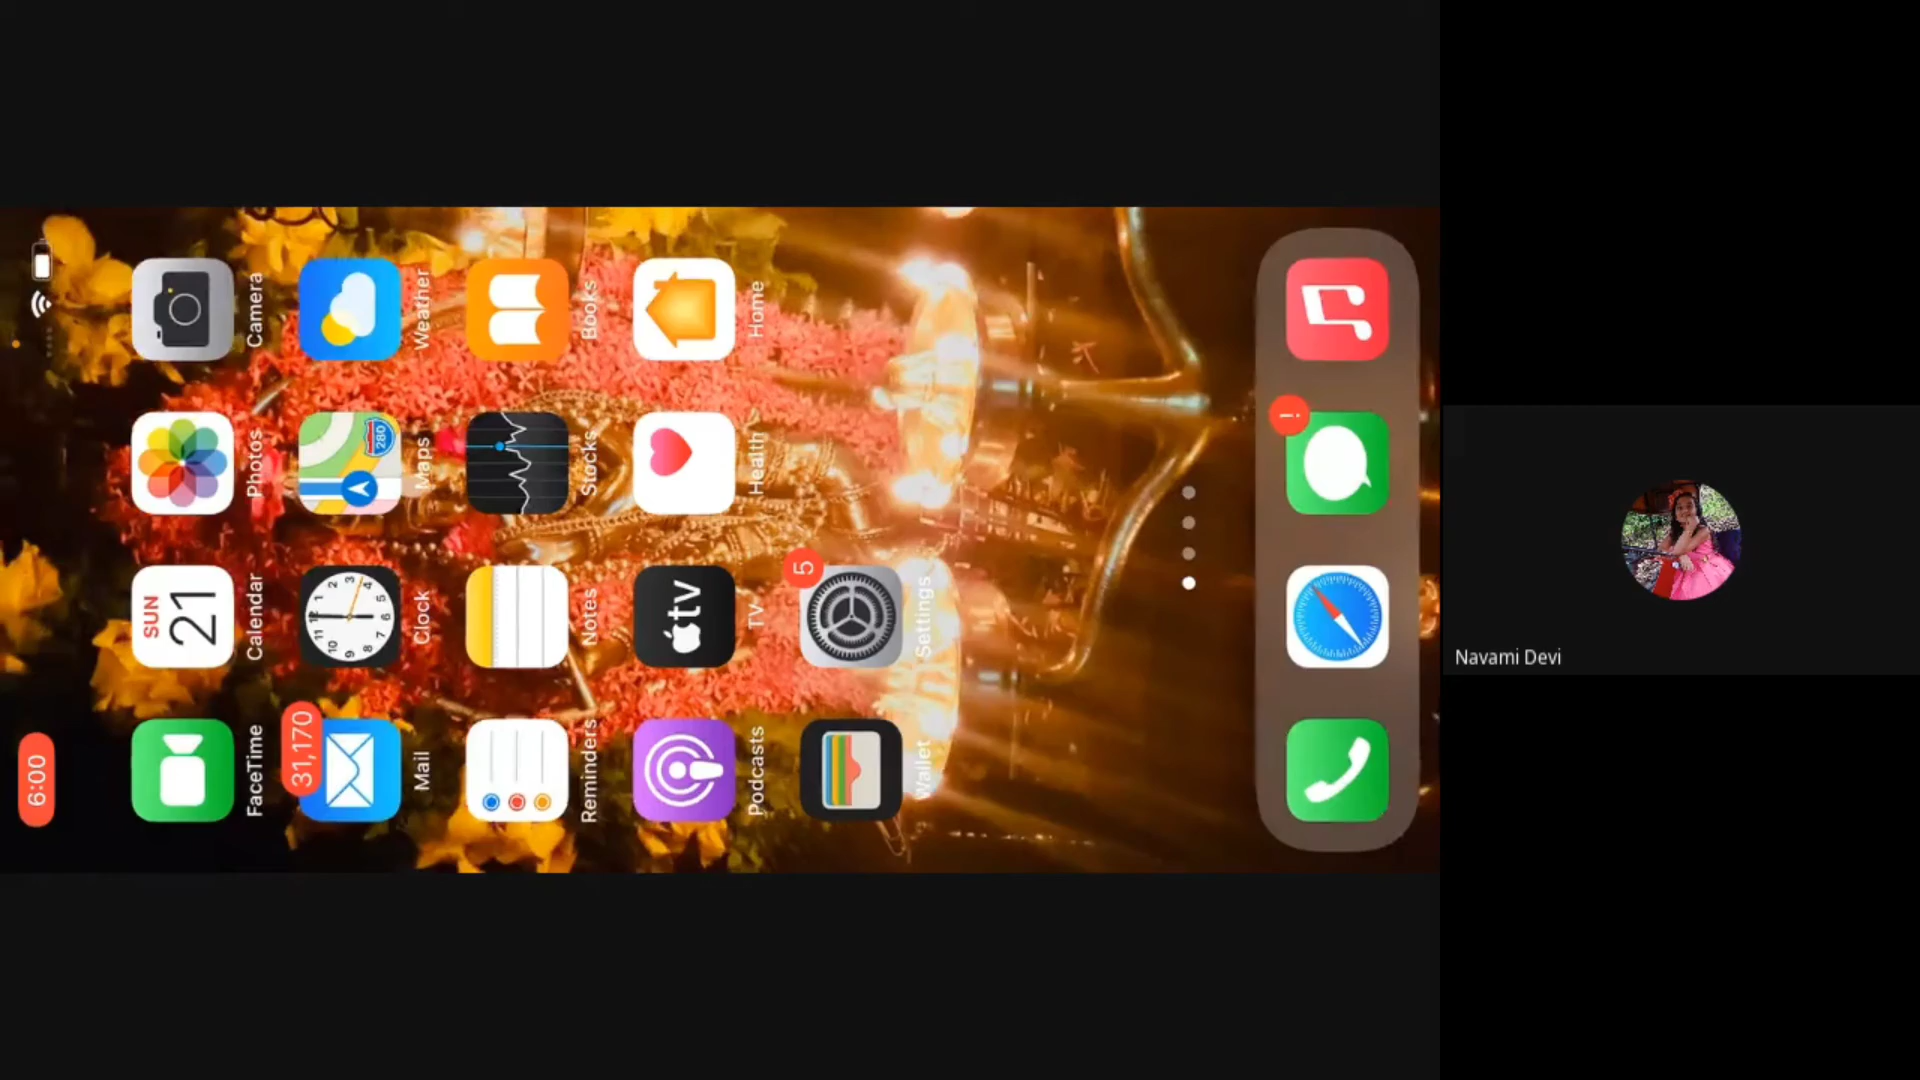 6:00
FaceTime
SUN
21
Calendar
Photos
Camera
31,170
Mail
Clock
Maps
280
Weather
Reminders
Notes
Stocks
Books
Podcasts
tv
TV
Health
Home
Wallet
5
Settings
!
Navami Devi